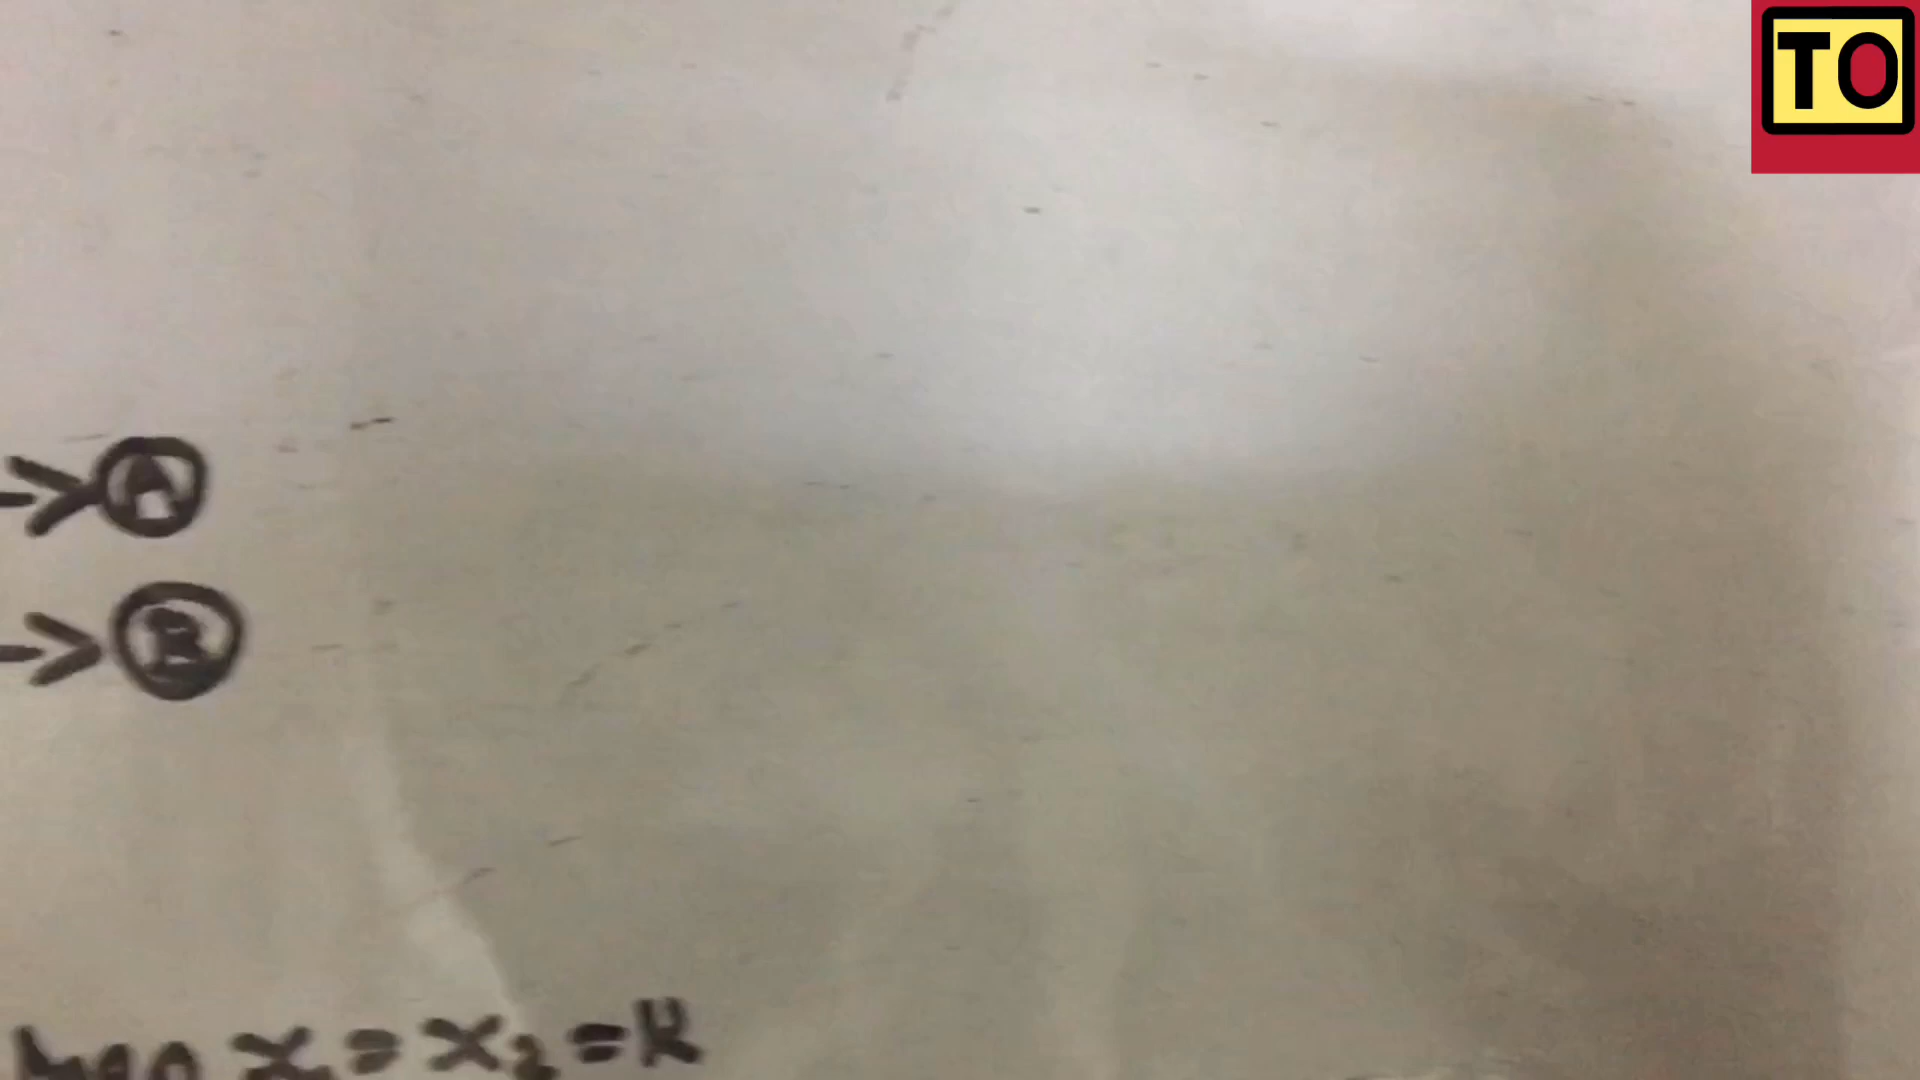 TO
-> A
-> B
x₁ = x₂ = k